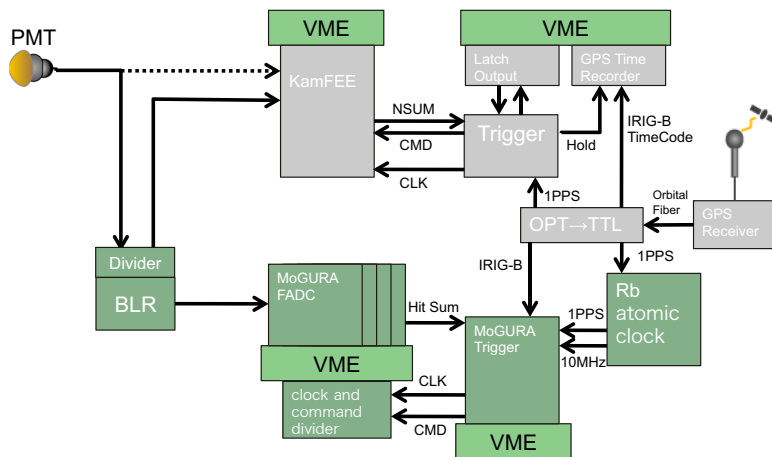 PMT
VME
VME
KamFEE
Latch
Output
GPS Time
Recorder
NSUM
CMD
CLK
Trigger
Hold
IRIG-B
TimeCode
1PPS
Orbital
Fiber
OPT→TTL
GPS
Receiver
Divider
BLR
MoGURA
FADC
Hit Sum
IRIG-B
1PPS
Rb
atomic
clock
1PPS
10MHz
MoGURA
Trigger
VME
clock and
command
divider
CLK
CMD
VME